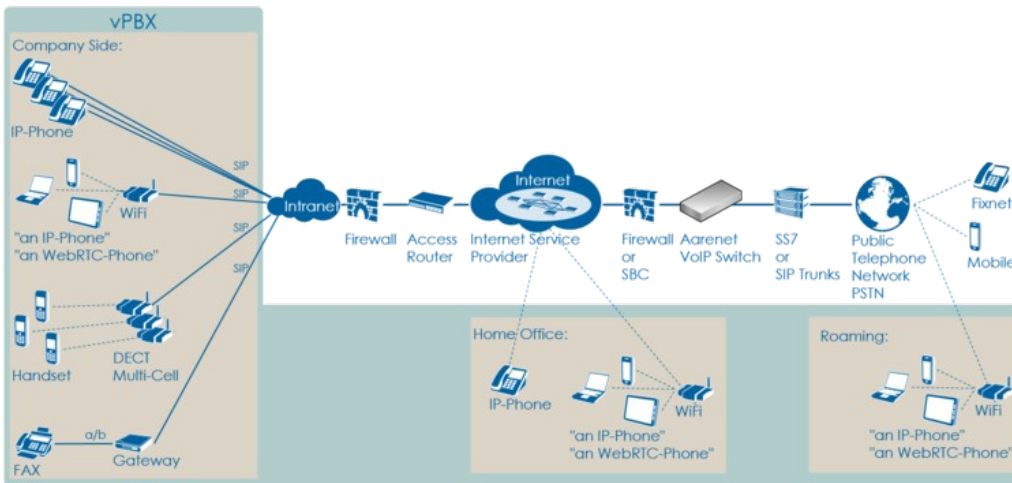 vPBX
Company Side:
IP-Phone
SIP
WiFi
SIP
"an IP-Phone"
"an WebRTC-Phone"
SIP
SIP
Handset
DECT
Multi-Cell
FAX
a/b
Gateway
Intranet
Firewall
Access
Router
Internet
Internet Service
Provider
Firewall
or
SBC
Aarenet
VoIP Switch
SS7
or
SIP Trunks
Public
Telephone
Network
PSTN
Fixnet
Mobile
Home Office:
IP-Phone
WiFi
"an IP-Phone"
"an WebRTC-Phone"
Roaming:
WiFi
"an IP-Phone"
"an WebRTC-Phone"